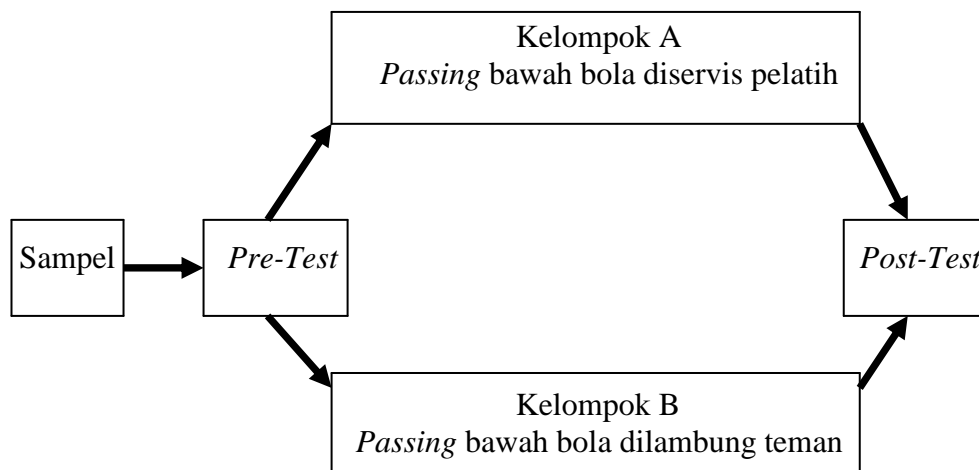 Kelompok A
Passing bawah bola diservis pelatih
Sampel
Pre-Test
Post-Test
Kelompok B
Passing bawah bola dilambung teman